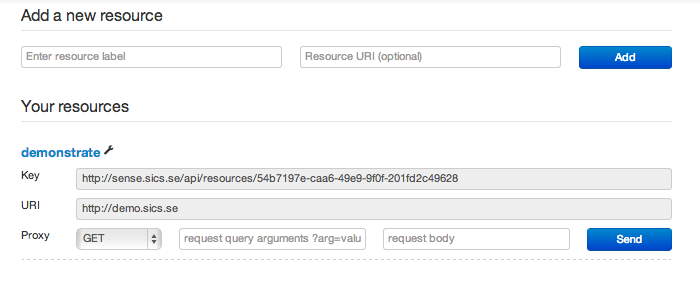 Add a new resource
Enter resource label Resource URI (optional) Add
Your resources
demonstrate
Key http://sense.sics.se/api/resources/54b7197e-caa6-49e9-9f0f-201fd2c49628
URI http://demo.sics.se
Proxy GET request query arguments ?arg=valu request body Send